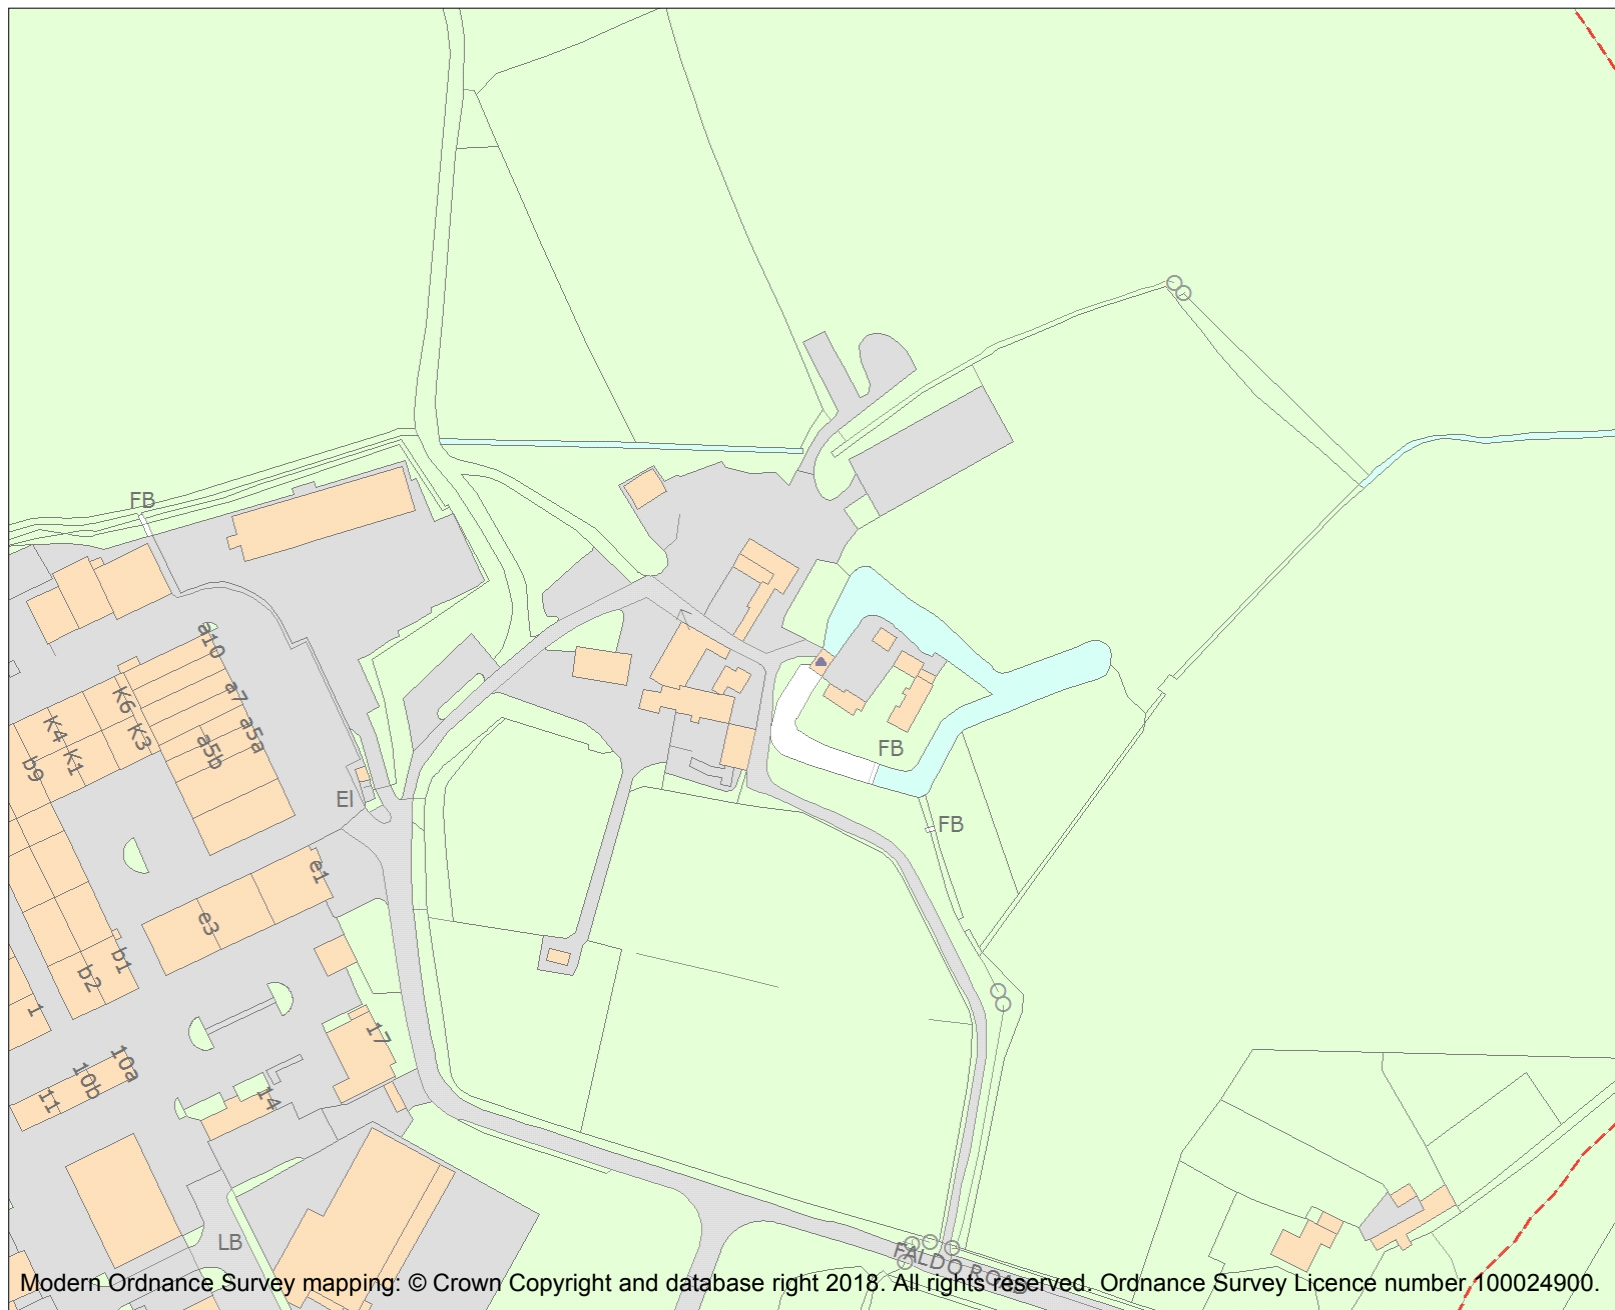 FB
a10
K6
a7
K4
K3
a5a
a5b
K1
b9
FB
El
FB
e1
e3
b1
b2
1
17
10a
10b
11
14
LB
FALDO ROAD
Modern Ordnance Survey mapping: © Crown Copyright and database right 2018. All rights reserved. Ordnance Survey Licence number 100024900.